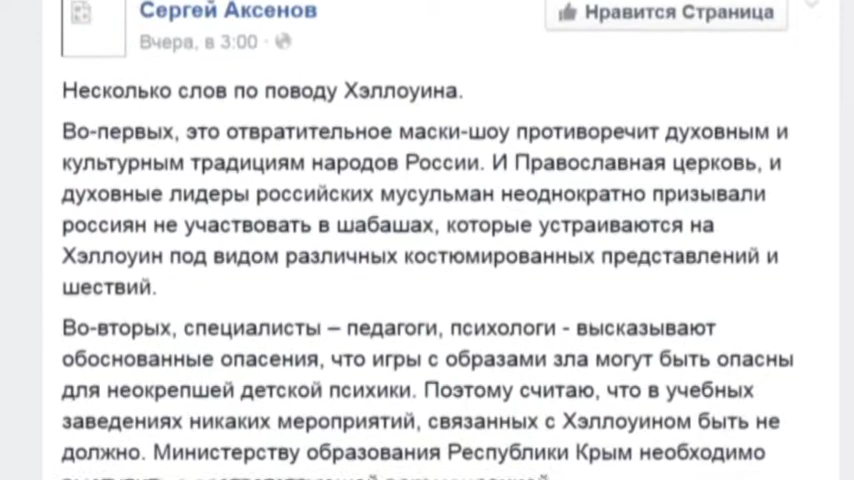 Сергей Аксенов
Нравится Страница
Вчера, в 3:00 ·
Несколько слов по поводу Хэллоуина.
Во-первых, это отвратительное маски-шоу противоречит духовным и
культурным традициям народов России. И Православная церковь, и
духовные лидеры российских мусульман неоднократно призывали
россиян не участвовать в шабашах, которые устраиваются на
Хэллоуин под видом различных костюмированных представлений и
шествий.
Во-вторых, специалисты – педагоги, психологи - высказывают
обоснованные опасения, что игры с образами зла могут быть опасны
для неокрепшей детской психики. Поэтому считаю, что в учебных
заведениях никаких мероприятий, связанных с Хэллоуином быть не
должно. Министерству образования Республики Крым необходимо